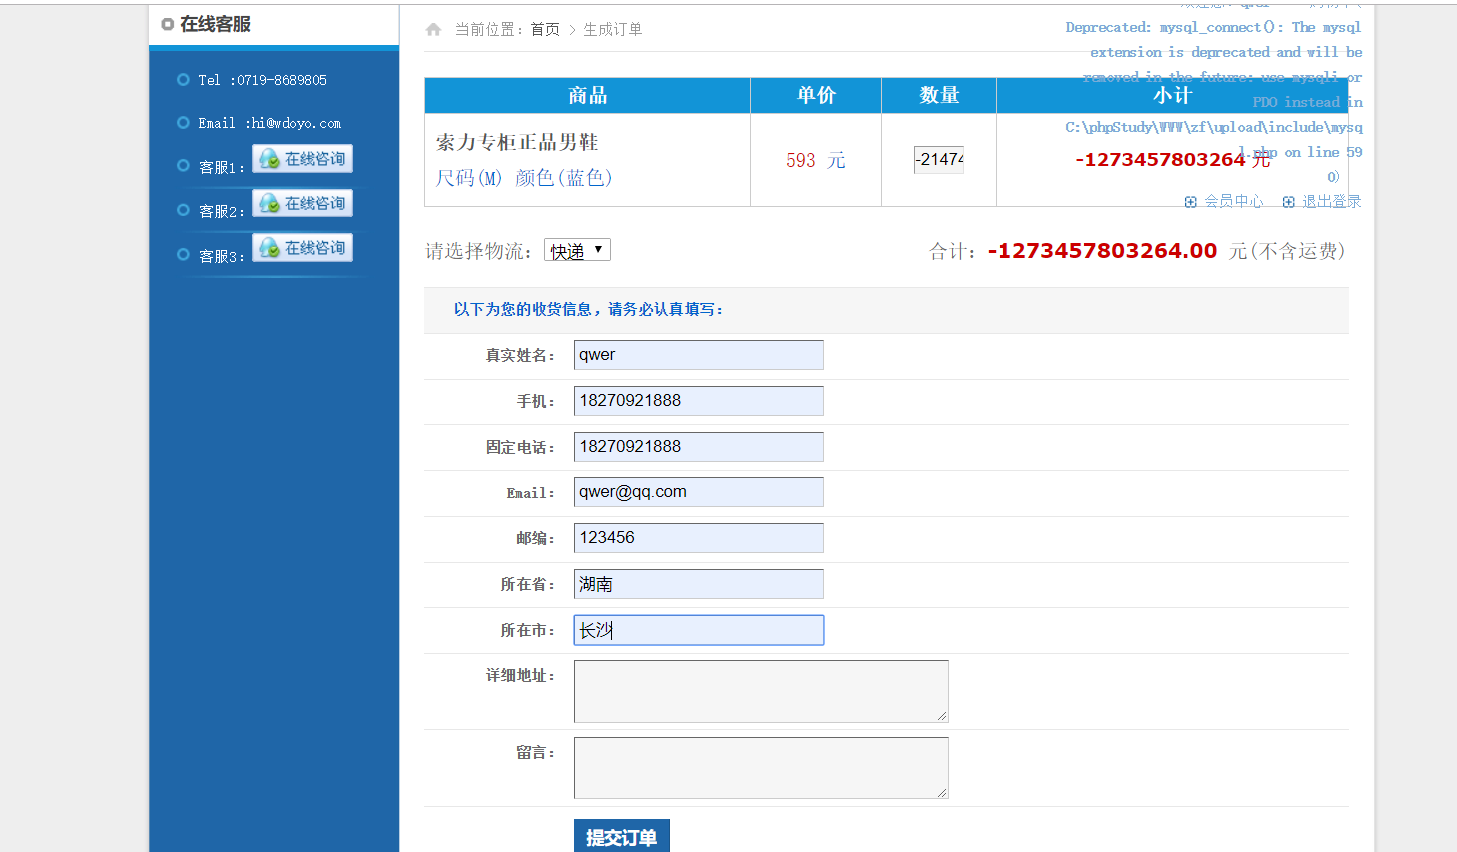 在线客服
Tel :0719-8689805
Email :hi@wdoyo.com
客服1： 在线咨询
客服2： 在线咨询
客服3： 在线咨询
当前位置：首页 > 生成订单
Deprecated: mysql_connect(): The mysql
extension is deprecated and will be
removed in the future: use mysqli or
PDO instead in
C:\phpStudy\WWW\zf\upload\include\mysq
l.php on line 59
0)
会员中心 退出登录
商品 单价 数量 小计
索力专柜正品男鞋
尺码(M) 颜色(蓝色)
593 元
-21474
-1273457803264 元
请选择物流： 快递
合计：-1273457803264.00 元(不含运费)
以下为您的收货信息，请务必认真填写：
真实姓名： qwer
手机： 18270921888
固定电话： 18270921888
Email： qwer@qq.com
邮编： 123456
所在省： 湖南
所在市： 长沙
详细地址：
留言：
提交订单